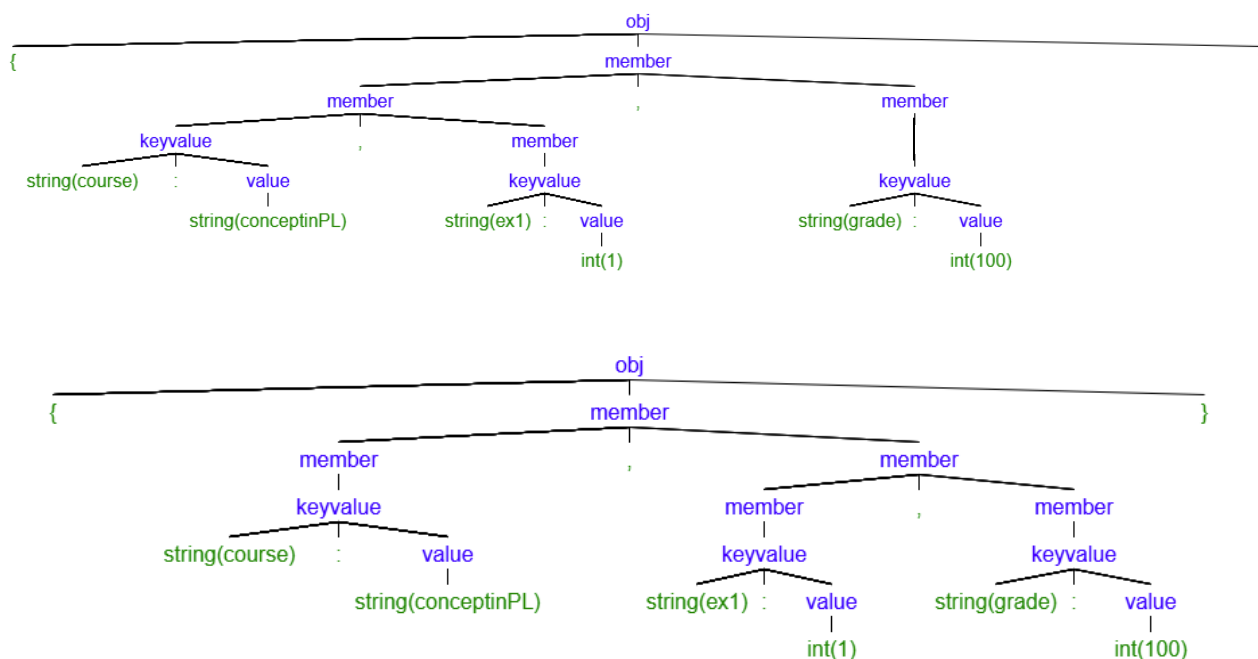 obj
{
member
member , member
keyvalue , member
string(course) : value keyvalue keyvalue
string(conceptinPL) string(ex1) : value string(grade) : value
int(1) int(100)
obj
{ member }
member , member
keyvalue member , member
string(course) : value keyvalue keyvalue
string(conceptinPL) string(ex1) : value string(grade) : value
int(1) int(100)